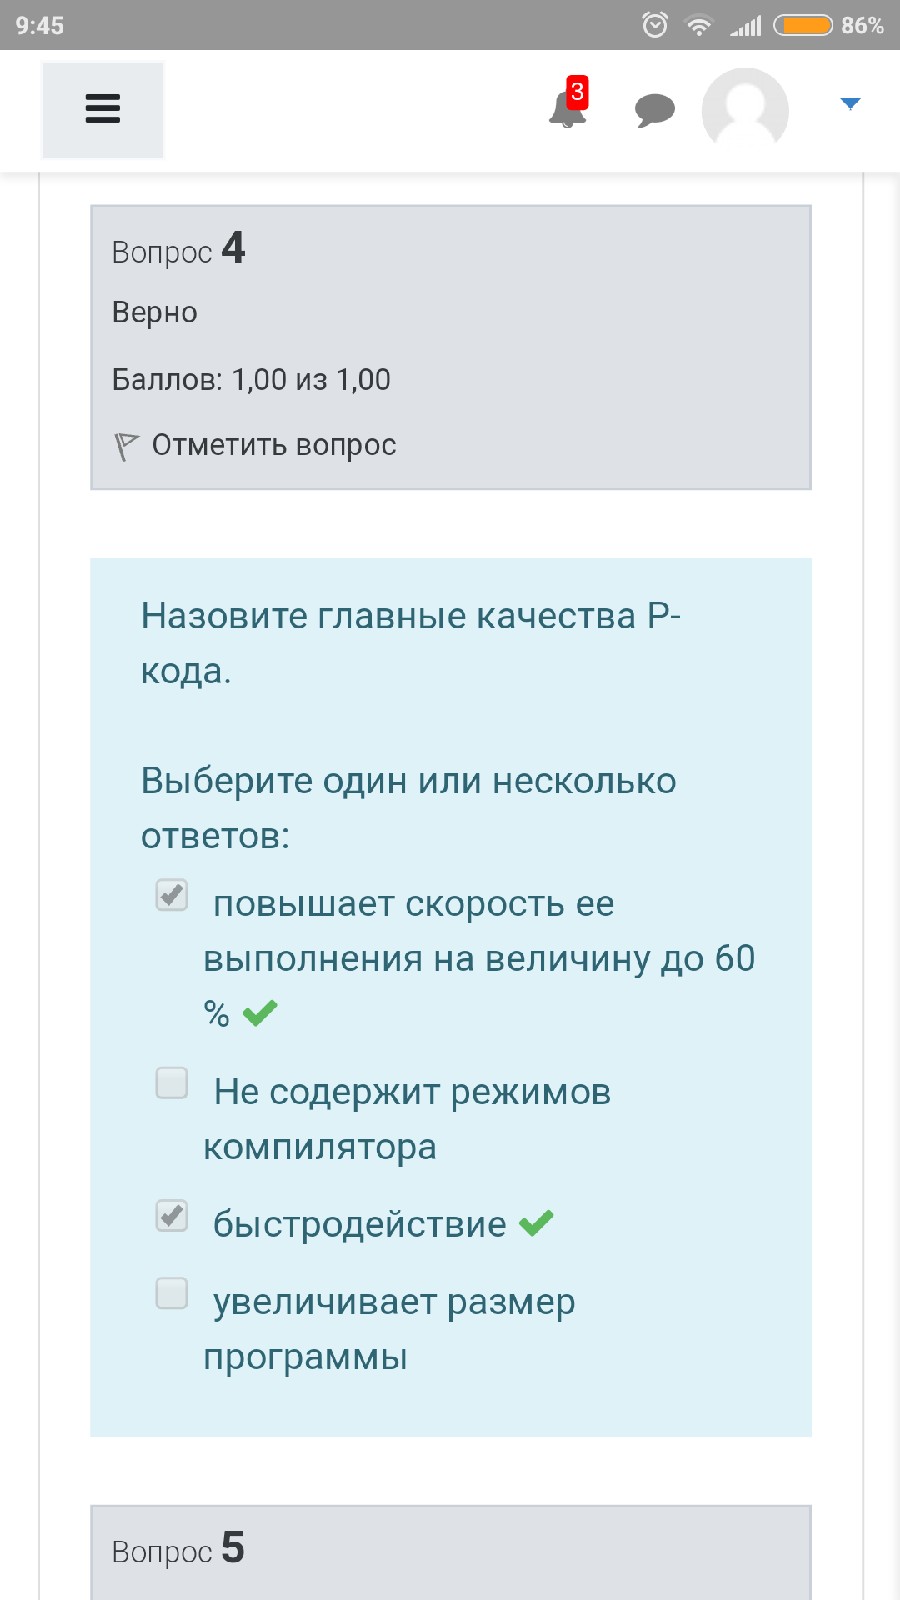 9:45
86%
3
Вопрос 4
Верно
Баллов: 1,00 из 1,00
Отметить вопрос
Назовите главные качества Р-
кода.
Выберите один или несколько
ответов:
повышает скорость ее
выполнения на величину до 60
%
Не содержит режимов
компилятора
быстродействие
увеличивает размер
программы
Вопрос 5